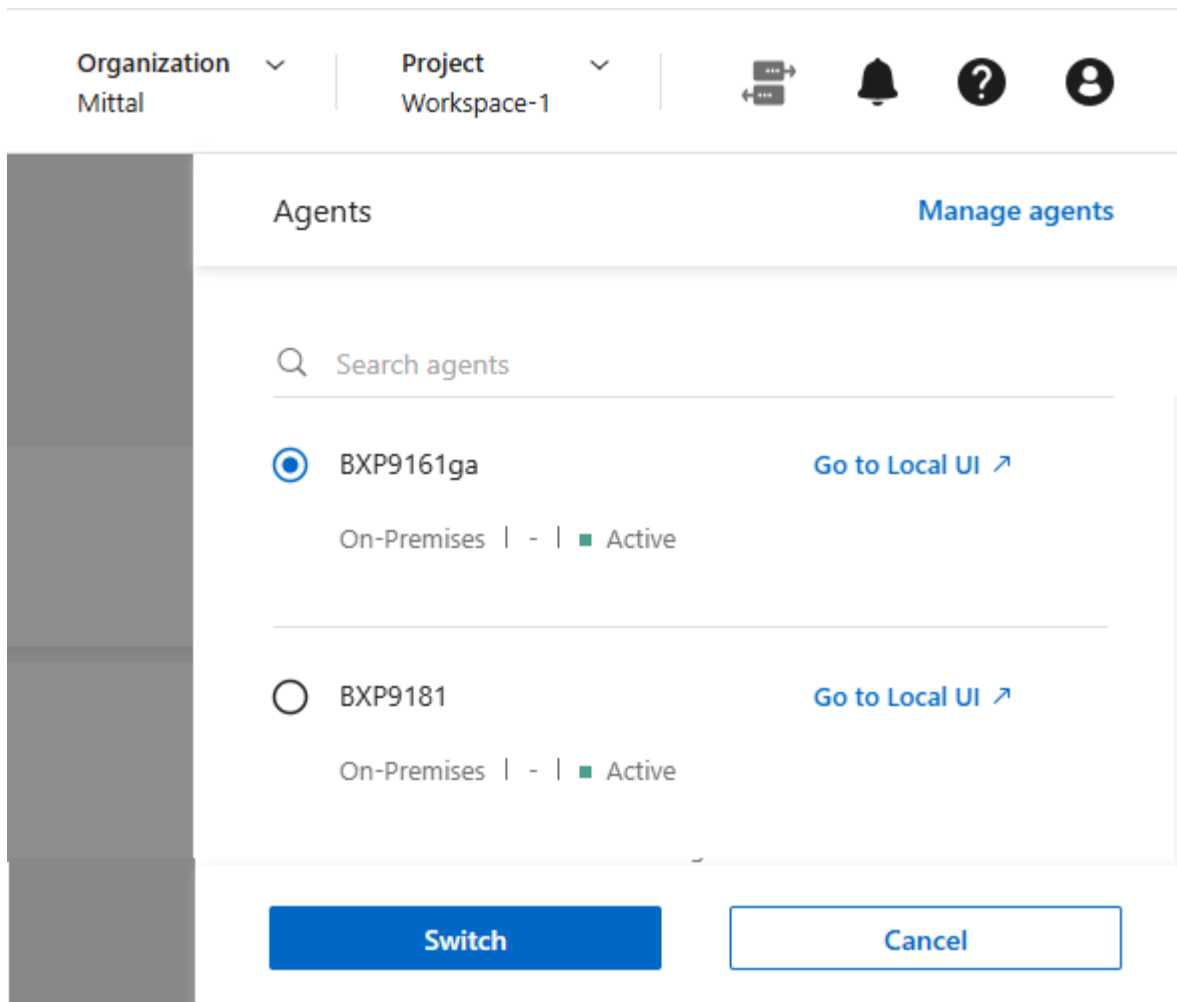 Organization
Mittal
Project
Workspace-1
Agents
Manage agents
Search agents
BXP9161ga
Go to Local UI
On-Premises | - | Active
BXP9181
Go to Local UI
On-Premises | - | Active
Switch
Cancel